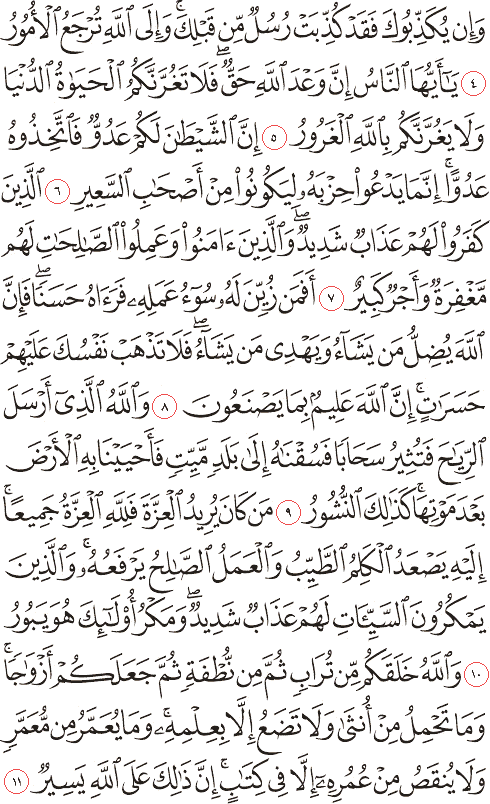 وَإِن يُكَذِّبُوكَ فَقَدْ كُذِّبَتْ رُسُلٌ مِّن قَبْلِكَ ۚ وَإِلَى ٱللَّهِ تُرْجَعُ ٱلْأُمُورُ
٤ يَـٰٓأَيُّهَا ٱلنَّاسُ إِنَّ وَعْدَ ٱللَّهِ حَقٌّ ۖ فَلَا تَغُرَّنَّكُمُ ٱلْحَيَوٰةُ ٱلدُّنْيَا
وَلَا يَغُرَّنَّكُم بِٱللَّهِ ٱلْغَرُورُ ٥ إِنَّ ٱلشَّيْطَـٰنَ لَكُمْ عَدُوٌّ فَٱتَّخِذُوهُ
عَدُوًّا ۚ إِنَّمَا يَدْعُوا۟ حِزْبَهُۥ لِيَكُونُوا۟ مِنْ أَصْحَـٰبِ ٱلسَّعِيرِ ٦ ٱلَّذِينَ
كَفَرُوا۟ لَهُمْ عَذَابٌ شَدِيدٌ ۖ وَٱلَّذِينَ ءَامَنُوا۟ وَعَمِلُوا۟ ٱلصَّـٰلِحَـٰتِ لَهُم
مَّغْفِرَةٌ وَأَجْرٌ كَبِيرٌ ٧ أَفَمَن زُيِّنَ لَهُۥ سُوٓءُ عَمَلِهِۦ فَرَءَاهُ حَسَنًا ۖ فَإِنَّ
ٱللَّهَ يُضِلُّ مَن يَشَآءُ وَيَهْدِى مَن يَشَآءُ ۖ فَلَا تَذْهَبْ نَفْسُكَ عَلَيْهِمْ
حَسَرَٰتٍ ۚ إِنَّ ٱللَّهَ عَلِيمٌۢ بِمَا يَصْنَعُونَ ٨ وَٱللَّهُ ٱلَّذِىٓ أَرْسَلَ
ٱلرِّيَـٰحَ فَتُثِيرُ سَحَابًا فَسُقْنَـٰهُ إِلَىٰ بَلَدٍ مَّيِّتٍ فَأَحْيَيْنَا بِهِ ٱلْأَرْضَ
بَعْدَ مَوْتِهَا ۚ كَذَٰلِكَ ٱلنُّشُورُ ٩ مَن كَانَ يُرِيدُ ٱلْعِزَّةَ فَلِلَّهِ ٱلْعِزَّةُ جَمِيعًا ۚ
إِلَيْهِ يَصْعَدُ ٱلْكَلِمُ ٱلطَّيِّبُ وَٱلْعَمَلُ ٱلصَّـٰلِحُ يَرْفَعُهُۥ ۚ وَٱلَّذِينَ
يَمْكُرُونَ ٱلسَّيِّـَٔاتِ لَهُمْ عَذَابٌ شَدِيدٌ ۖ وَمَكْرُ أُو۟لَـٰٓئِكَ هُوَ يَبُورُ
١٠ وَٱللَّهُ خَلَقَكُم مِّن تُرَابٍ ثُمَّ مِن نُّطْفَةٍ ثُمَّ جَعَلَكُمْ أَزْوَٰجًا ۚ
وَمَا تَحْمِلُ مِنْ أُنثَىٰ وَلَا تَضَعُ إِلَّا بِعِلْمِهِۦ ۚ وَمَا يُعَمَّرُ مِن مُّعَمَّرٍ
وَلَا يُنقَصُ مِنْ عُمُرِهِۦٓ إِلَّا فِى كِتَـٰبٍ ۚ إِنَّ ذَٰلِكَ عَلَى ٱللَّهِ يَسِيرٌ ١١